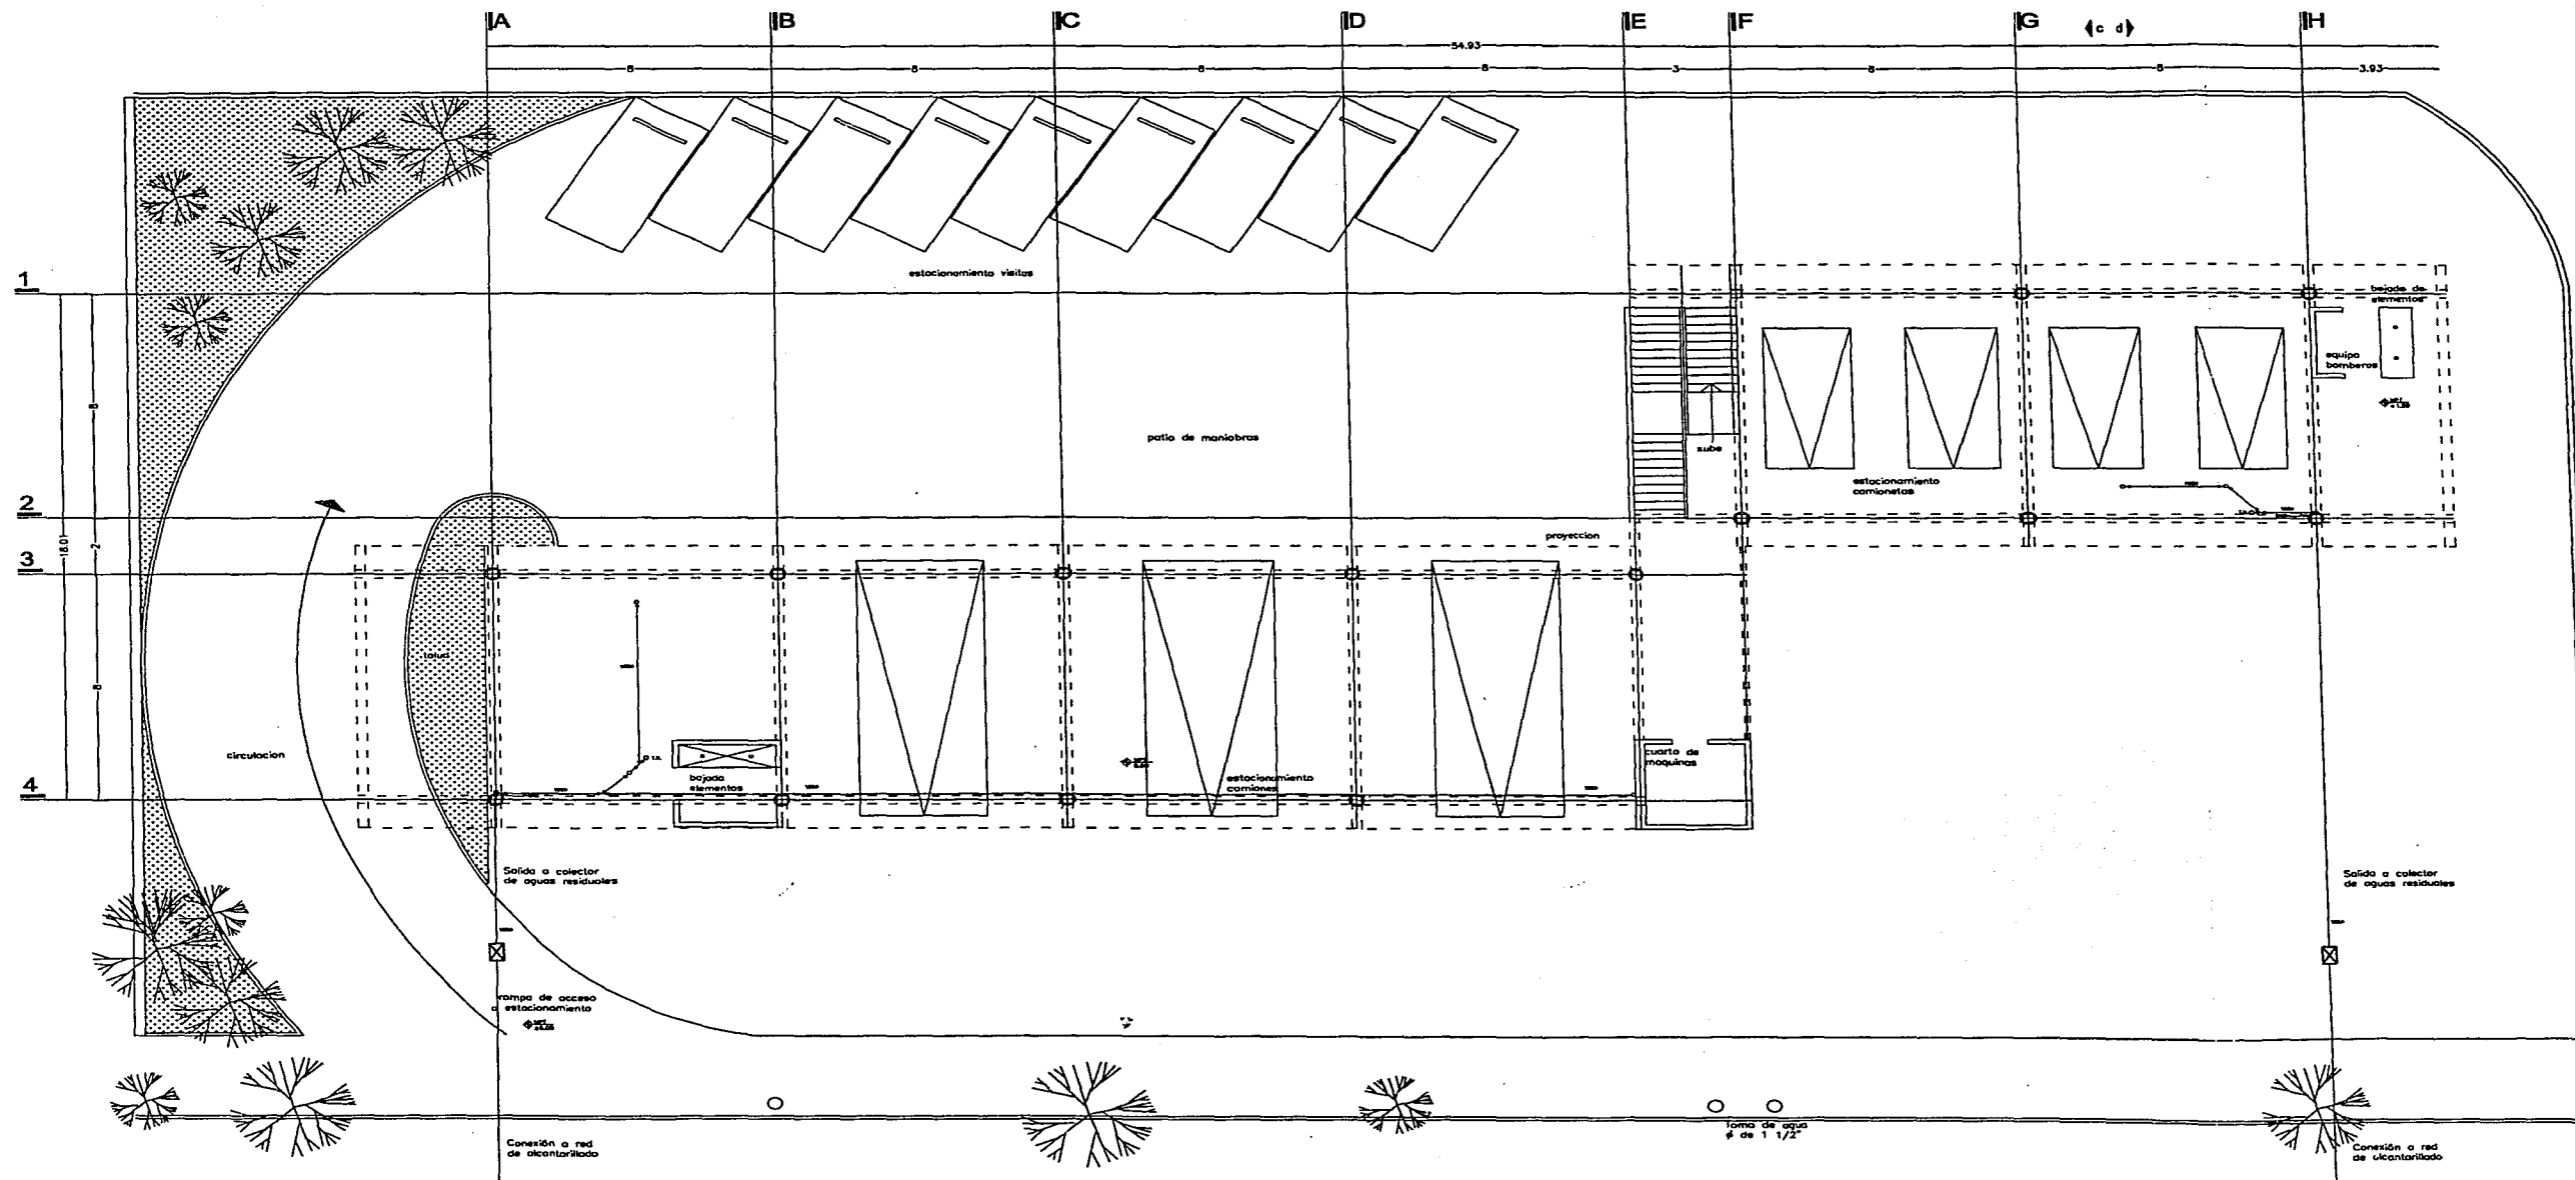 A B C D E F G H
c d
54.93
8 8 8 8 3 8 8 3.93
1
estacionamiento visitas
bajada de
elementos
equipo
bomberos
8
patio de maniobras
sube
estacionamiento
camionetas
2
proyeccion
18.01
2
3
talud
8
circulacion
cuarto de
maquinas
bajada
elementos
estacionamiento
camiones
4
Salida a colector
de aguas residuales
Salida a colector
de aguas residuales
rampa de acceso
a estacionamiento
Toma de agua
ø de 1 1/2"
Conexión a red
de alcantarillado
Conexión a red
de alcantarillado